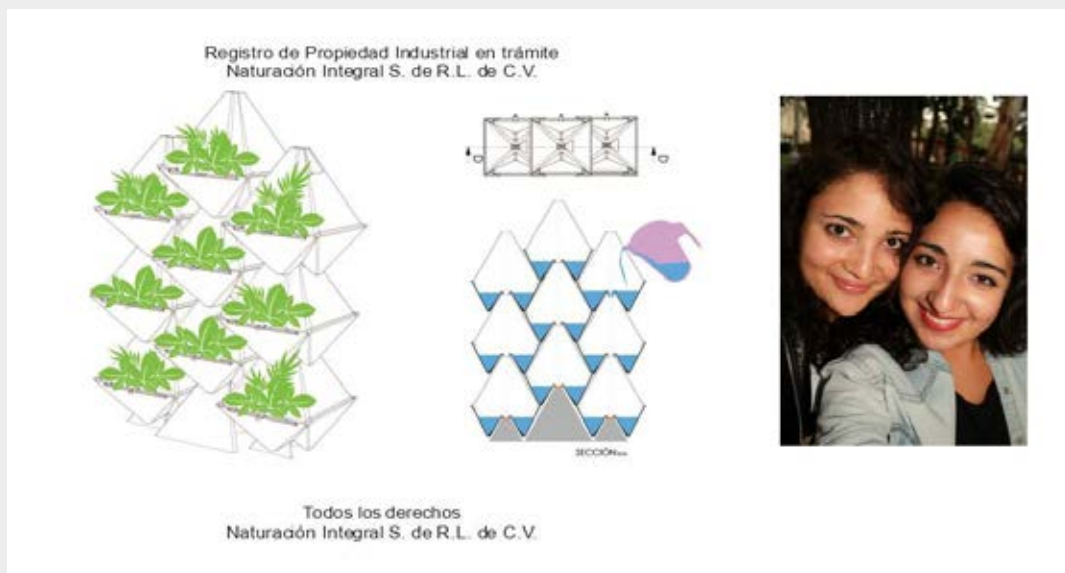 Registro de Propiedad Industrial en trámite
Naturación Integral S. de R.L. de C.V.
SECCIÓN
Todos los derechos
Naturación Integral S. de R.L. de C.V.